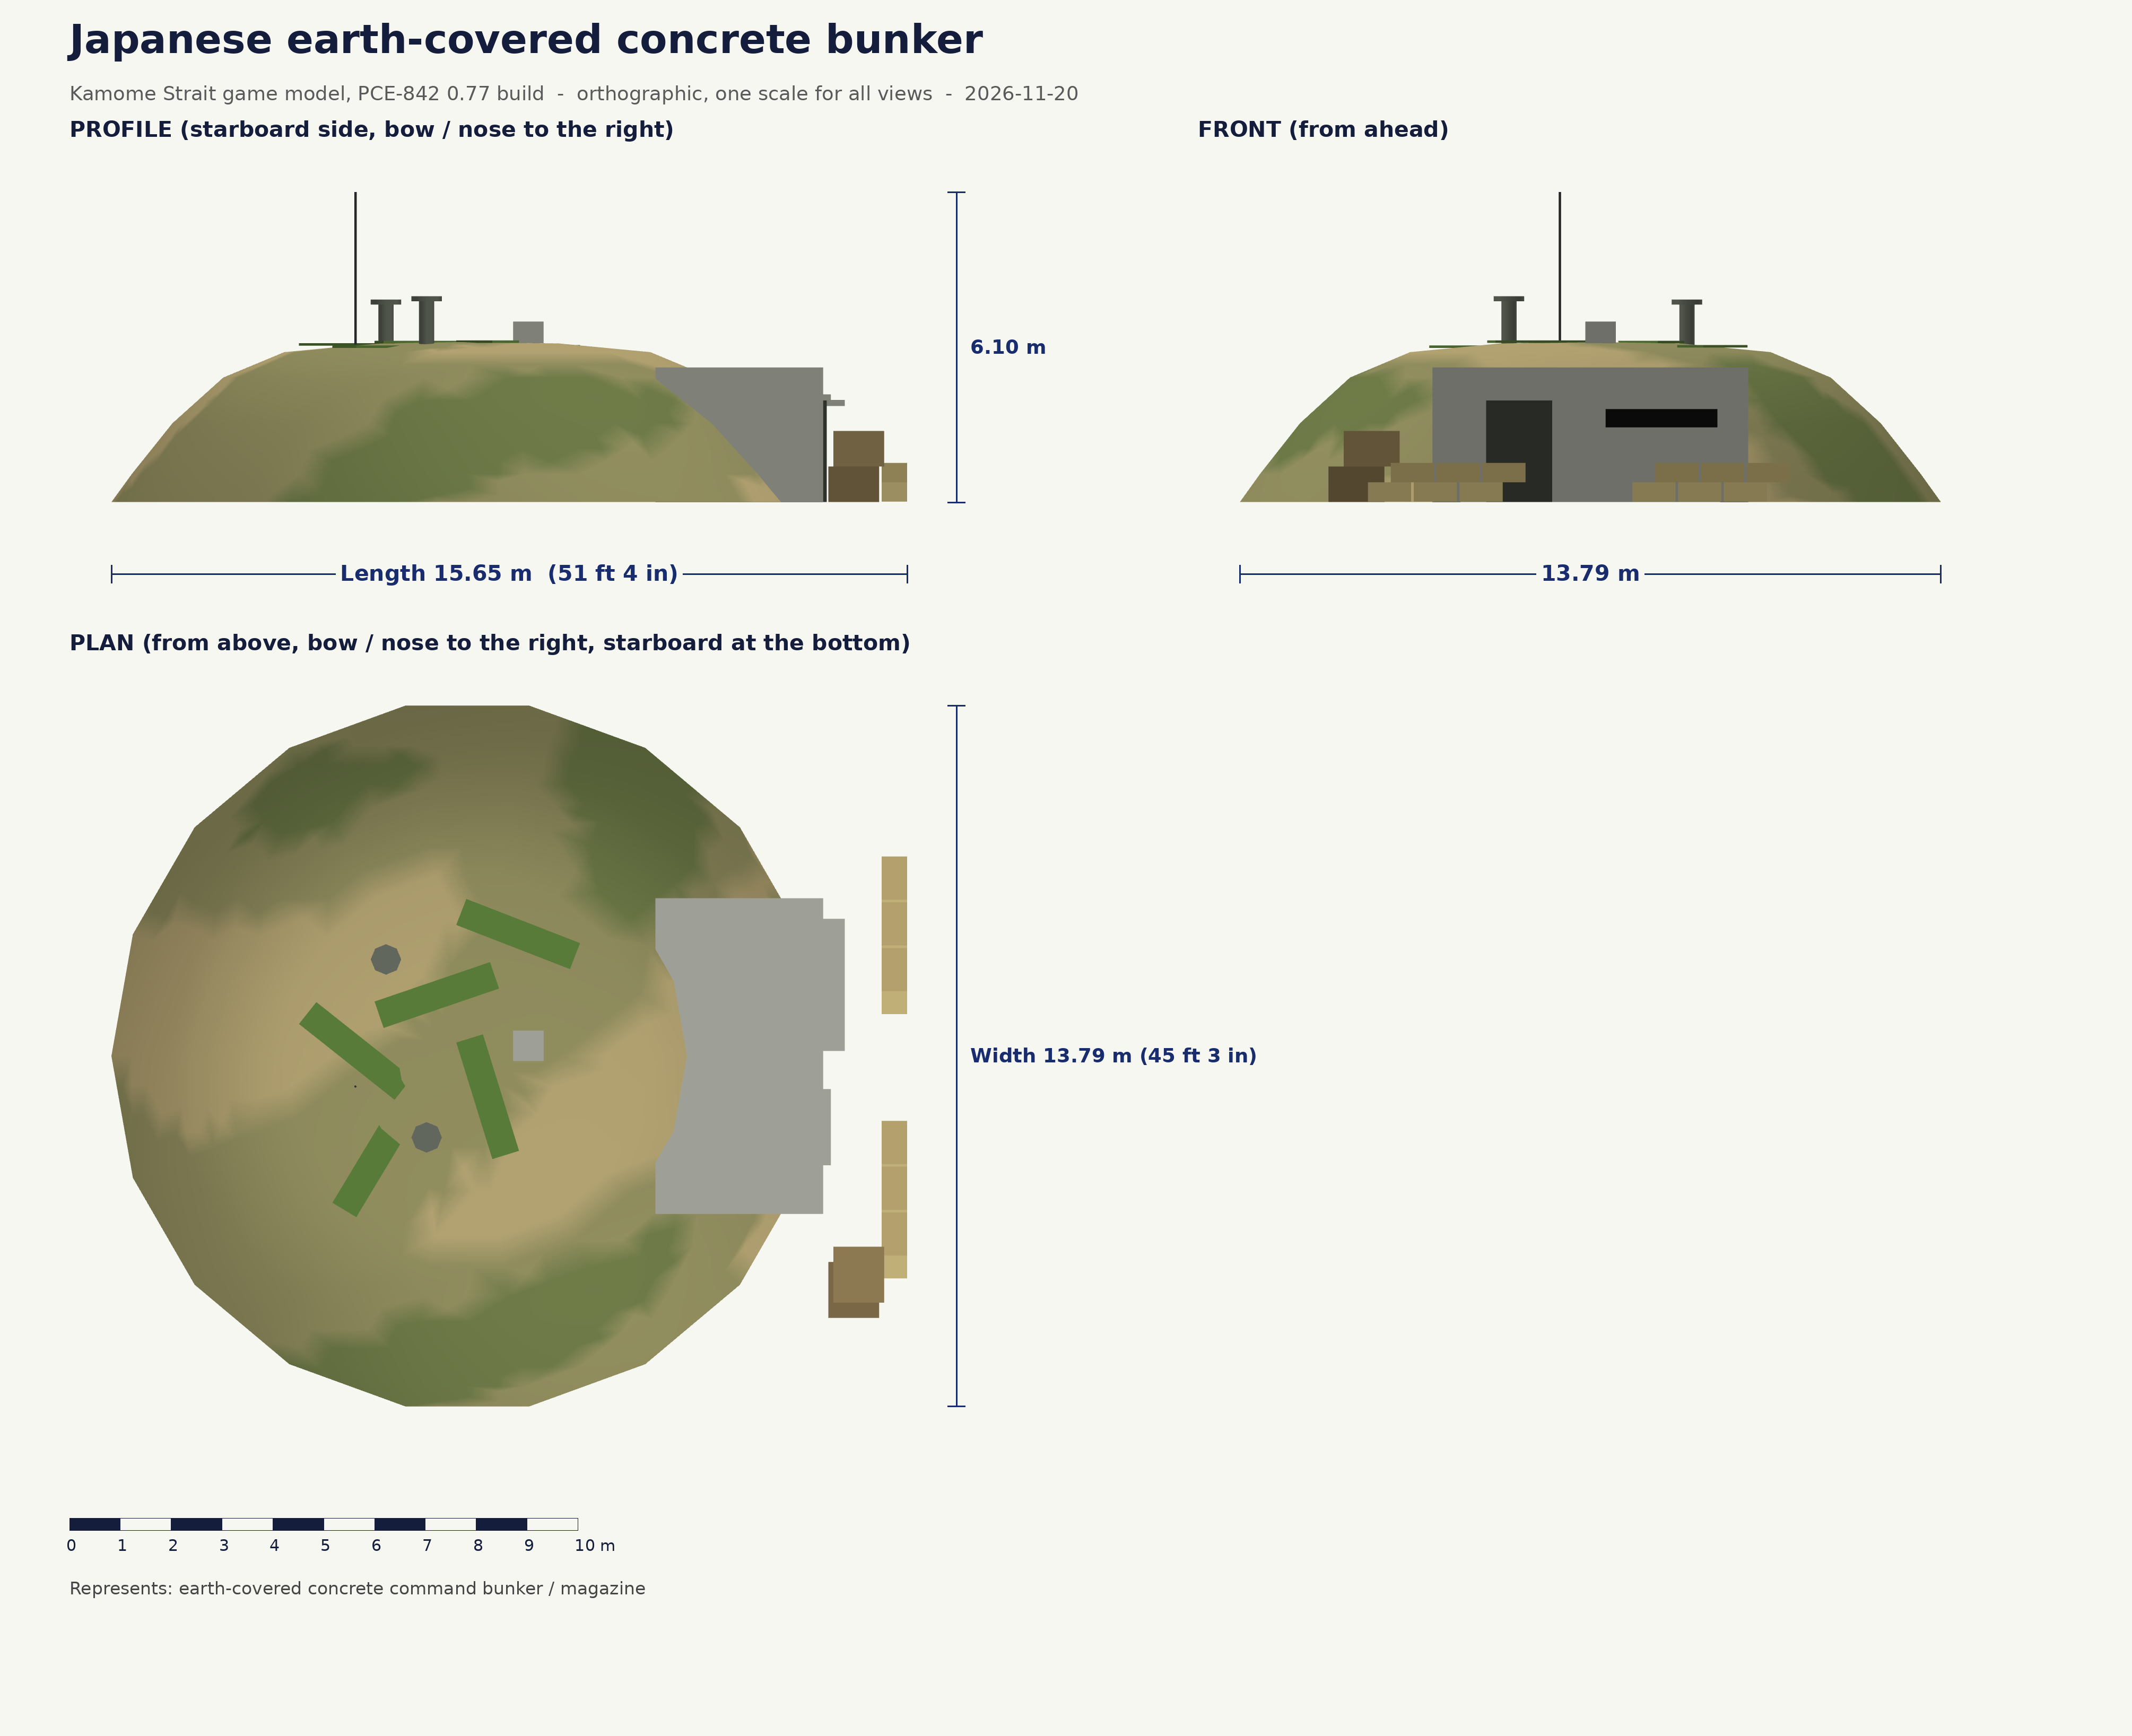 Japanese earth-covered concrete bunker
Kamome Strait game model, PCE-842 0.77 build - orthographic, one scale for all views - 2026-11-20
PROFILE (starboard side, bow / nose to the right)
FRONT (from ahead)
6.10 m
Length 15.65 m (51 ft 4 in)
13.79 m
PLAN (from above, bow / nose to the right, starboard at the bottom)
Width 13.79 m (45 ft 3 in)
0 1 2 3 4 5 6 7 8 9 10 m
Represents: earth-covered concrete command bunker / magazine